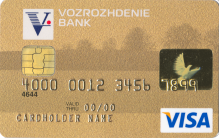 VOZROZHDENIE
BANK
4000 0012 3456 7899
4644
VALID THRU 00/00
CARDHOLDER NAME
VISA